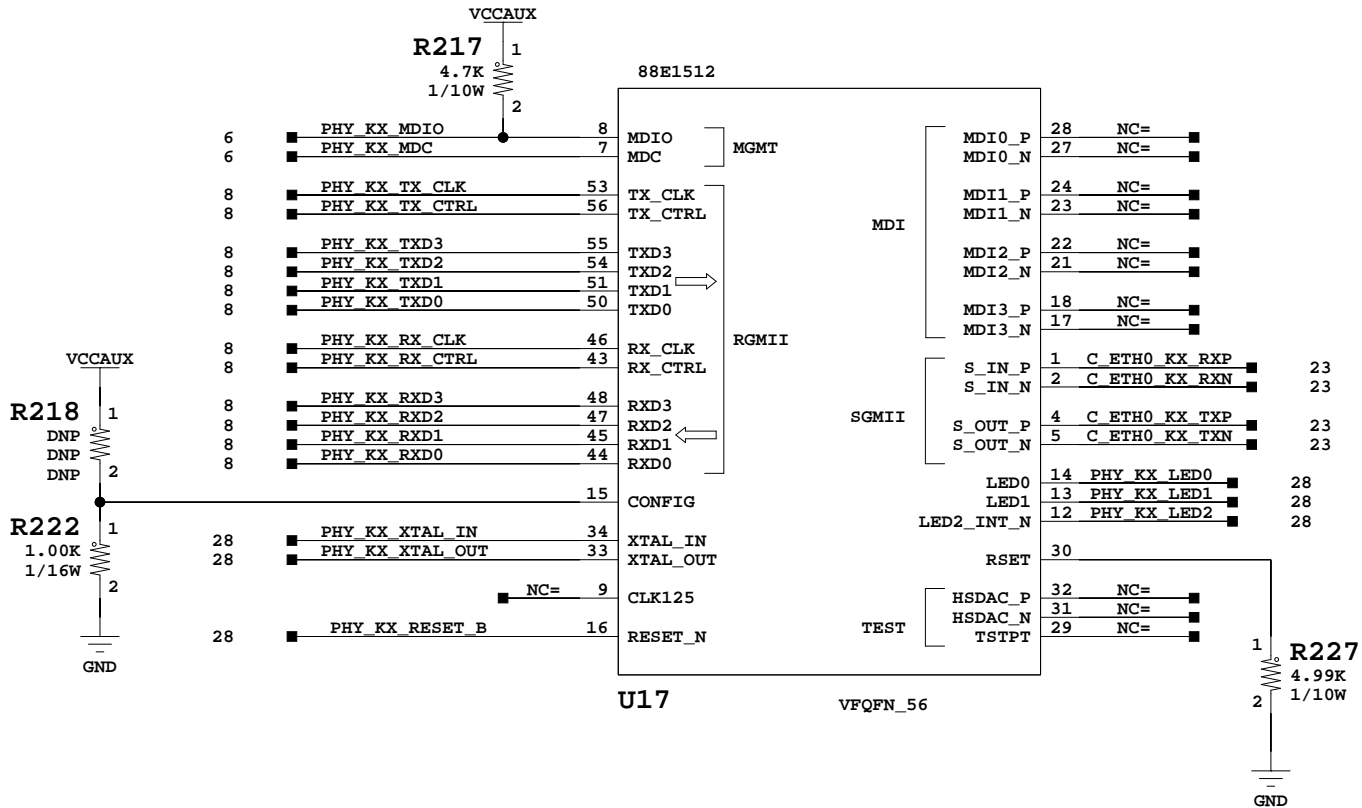 VCCAUX
R217 1
4.7K
1/10W
2
88E1512
6 PHY_KX_MDIO 8 MDIO
6 PHY_KX_MDC 7 MDC
MGMT
8 PHY_KX_TX_CLK 53 TX_CLK
8 PHY_KX_TX_CTRL 56 TX_CTRL
8 PHY_KX_TXD3 55 TXD3
8 PHY_KX_TXD2 54 TXD2
8 PHY_KX_TXD1 51 TXD1
8 PHY_KX_TXD0 50 TXD0
RGMII
8 PHY_KX_RX_CLK 46 RX_CLK
8 PHY_KX_RX_CTRL 43 RX_CTRL
8 PHY_KX_RXD3 48 RXD3
8 PHY_KX_RXD2 47 RXD2
8 PHY_KX_RXD1 45 RXD1
8 PHY_KX_RXD0 44 RXD0
VCCAUX
R218 1
DNP
DNP
DNP 2
15 CONFIG
R222 1
1.00K
1/16W
2
GND
28 PHY_KX_XTAL_IN 34 XTAL_IN
28 PHY_KX_XTAL_OUT 33 XTAL_OUT
NC= 9 CLK125
28 PHY_KX_RESET_B 16 RESET_N
MDI0_P 28 NC=
MDI0_N 27 NC=
MDI1_P 24 NC=
MDI1_N 23 NC=
MDI
MDI2_P 22 NC=
MDI2_N 21 NC=
MDI3_P 18 NC=
MDI3_N 17 NC=
S_IN_P 1 C_ETH0_KX_RXP 23
S_IN_N 2 C_ETH0_KX_RXN 23
SGMII
S_OUT_P 4 C_ETH0_KX_TXP 23
S_OUT_N 5 C_ETH0_KX_TXN 23
LED0 14 PHY_KX_LED0 28
LED1 13 PHY_KX_LED1 28
LED2_INT_N 12 PHY_KX_LED2 28
RSET 30
HSDAC_P 32 NC=
HSDAC_N 31 NC=
TEST
TSTPT 29 NC=
1 R227
4.99K
1/10W
2
GND
U17
VFQFN_56